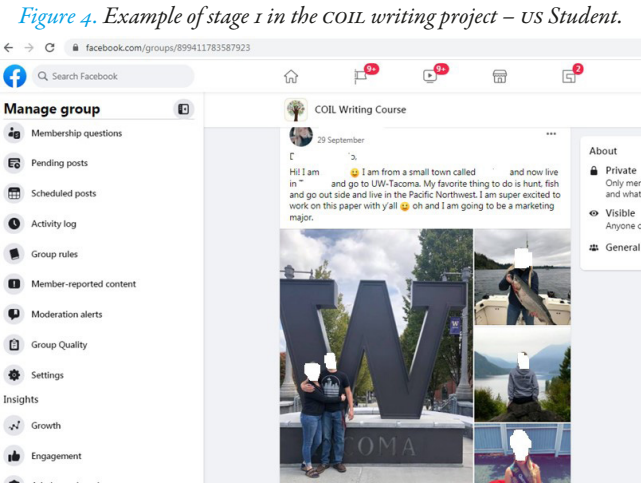 Figure 4. Example of stage 1 in the COIL writing project – US Student.
facebook.com/groups/899411783587923
Search Facebook
9+
9+
2
Manage group
COIL Writing Course
Membership questions
29 September
Pending posts
Hi! I am 😀 I am from a small town called and now live
in and go to UW-Tacoma. My favorite thing to do is hunt, fish
and go out side and live in the Pacific Northwest. I am super excited to
work on this paper with y'all 😀 oh and I am going to be a marketing
major.
Scheduled posts
Activity log
Group rules
Member-reported content
Moderation alerts
Group Quality
Settings
Insights
Growth
Engagement
About
Private
Only mer
and what
Visible
Anyone c
General
W
W
TACOMA